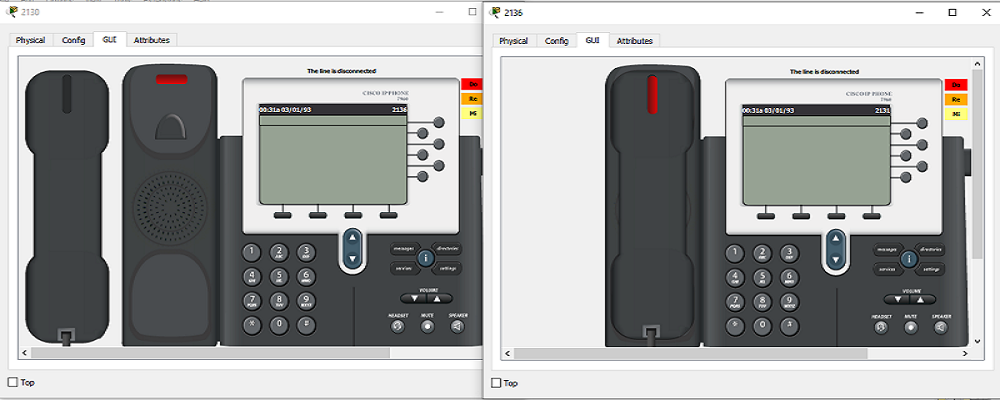 2130
2136
Physical Config GUI Attributes
Physical Config GUI Attributes
The line is disconnected
The line is disconnected
CISCO IP PHONE
7960
CISCO IP PHONE
7960
00:31a 03/01/93 2136
00:31a 03/01/93 2131
Do
Re
Mi
Do
Re
Mi
messages directories
i
services settings
messages directories
i
services settings
1 2 ABC 3 DEF
4 GHI 5 JKL 6 MNO
7 PQRS 8 TUV 9 WXYZ
* 0 #
1 2 ABC 3 DEF
4 GHI 5 JKL 6 MNO
7 PQRS 8 TUV 9 WXYZ
* 0 #
VOLUME
HEADSET MUTE SPEAKER
VOLUME
HEADSET MUTE SPEAKER
Top
Top